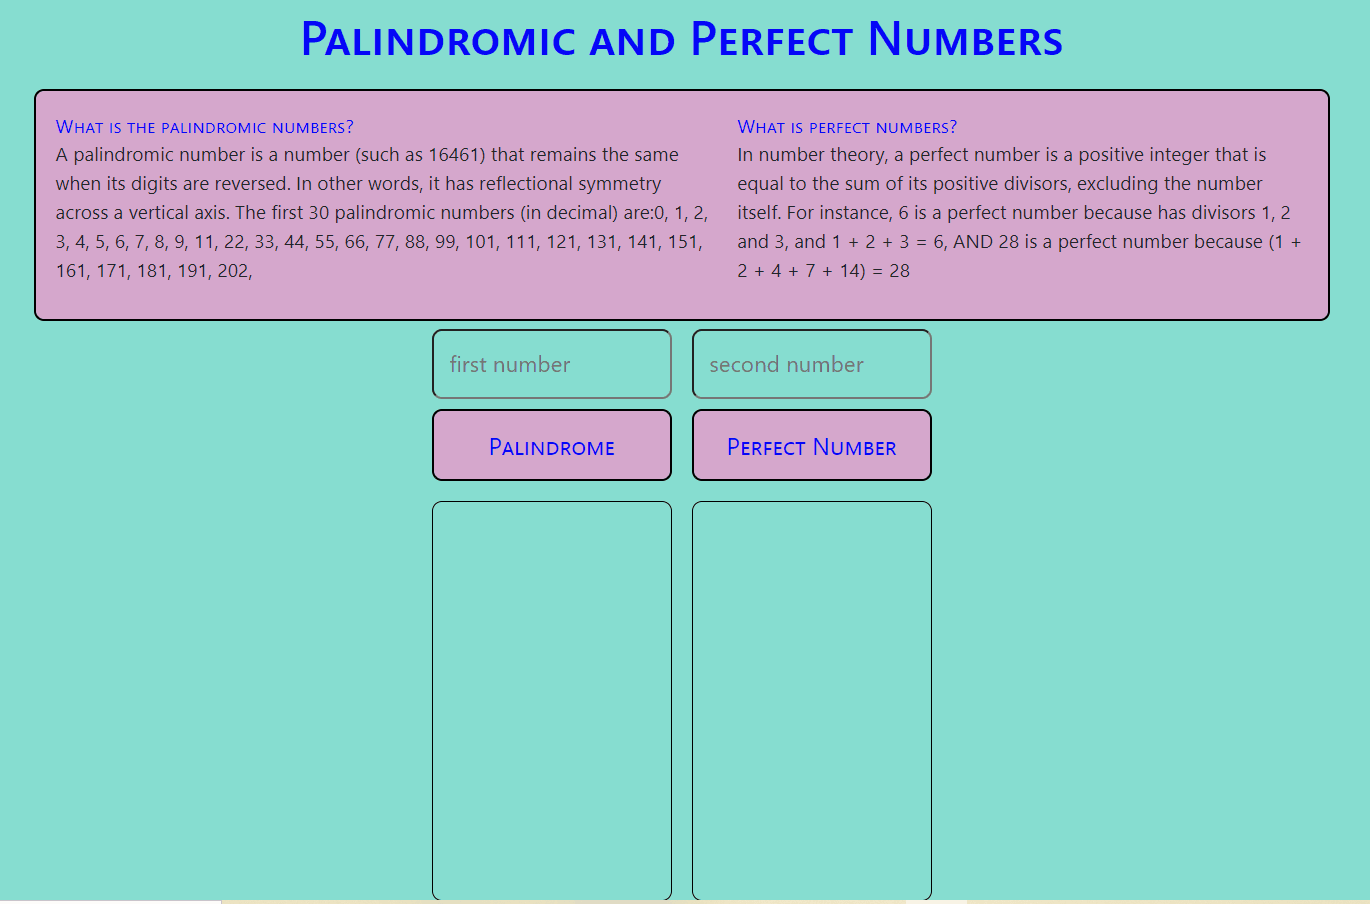 Palindromic and Perfect Numbers
What is the palindromic numbers?
A palindromic number is a number (such as 16461) that remains the same
when its digits are reversed. In other words, it has reflectional symmetry
across a vertical axis. The first 30 palindromic numbers (in decimal) are:0, 1, 2,
3, 4, 5, 6, 7, 8, 9, 11, 22, 33, 44, 55, 66, 77, 88, 99, 101, 111, 121, 131, 141, 151,
161, 171, 181, 191, 202,
What is perfect numbers?
In number theory, a perfect number is a positive integer that is
equal to the sum of its positive divisors, excluding the number
itself. For instance, 6 is a perfect number because has divisors 1, 2
and 3, and 1 + 2 + 3 = 6, AND 28 is a perfect number because (1 +
2 + 4 + 7 + 14) = 28
first number
second number
Palindrome
Perfect Number